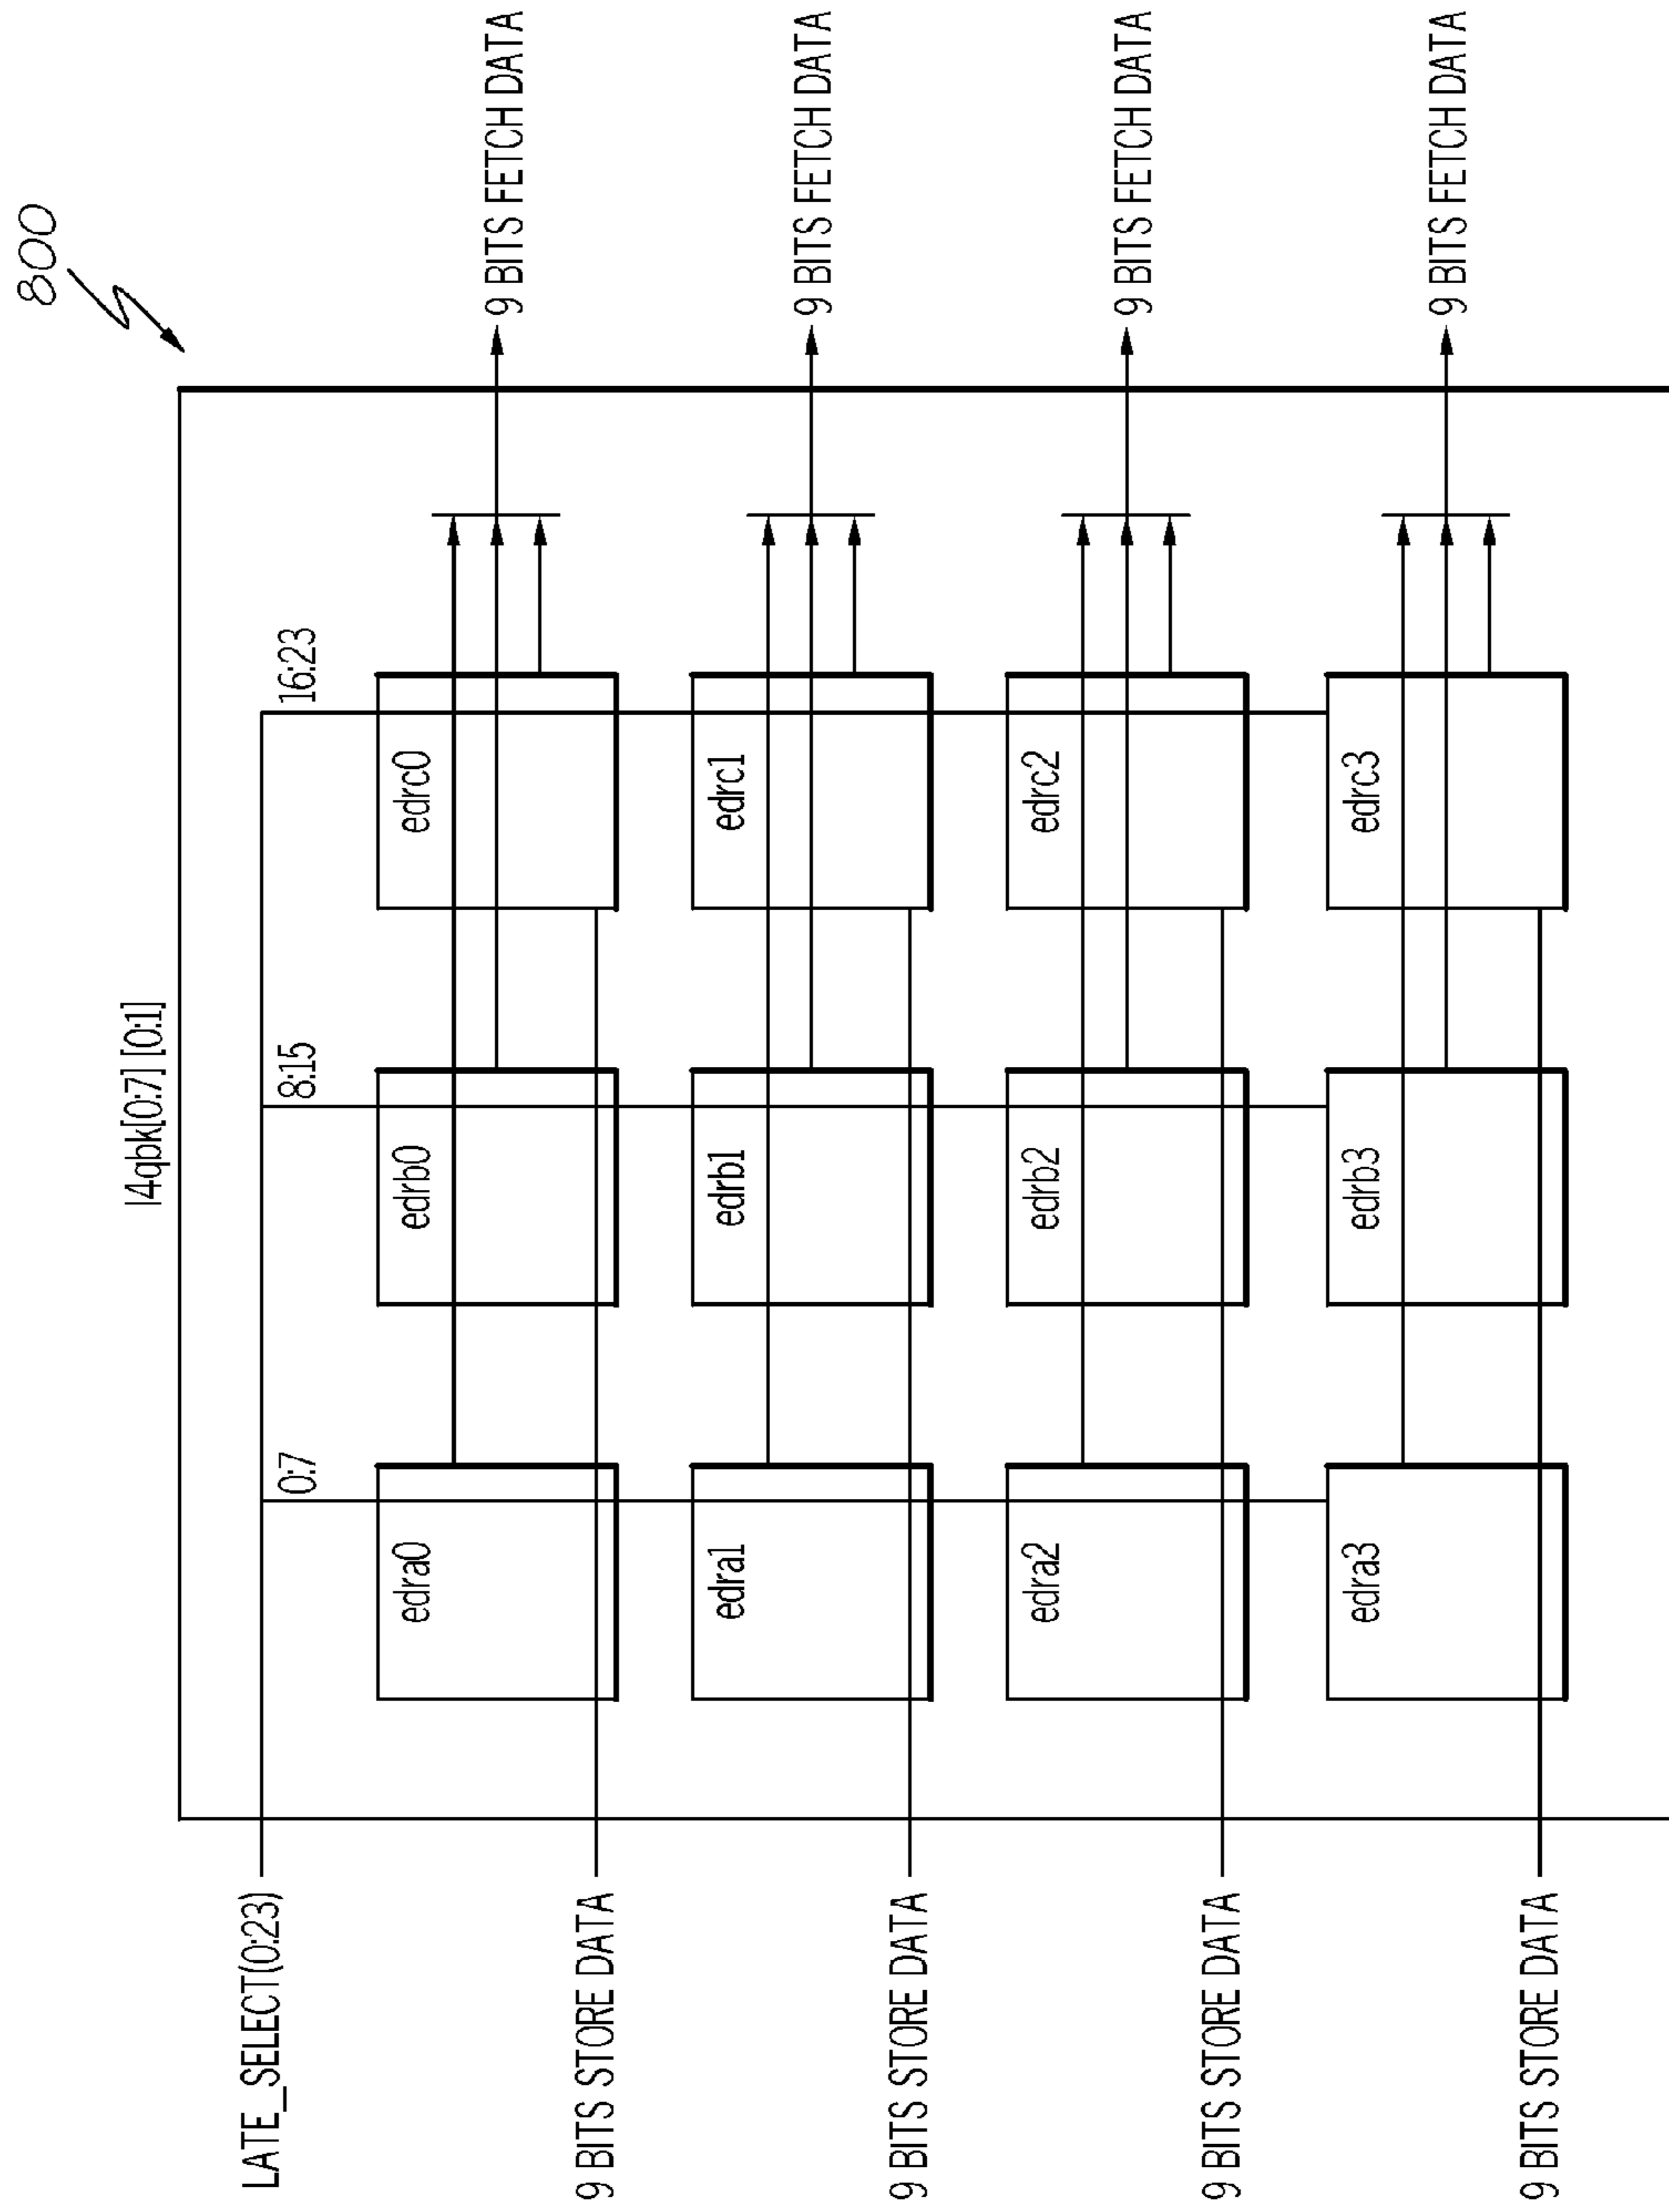 800
l4qbk[0:7] [0:1]
LATE_SELECT(0:23)
0:7
8:15
16:23
edra0
edrb0
edrc0
9 BITS FETCH DATA
9 BITS STORE DATA
edra1
edrb1
edrc1
9 BITS FETCH DATA
9 BITS STORE DATA
edra2
edrb2
edrc2
9 BITS FETCH DATA
9 BITS STORE DATA
edra3
edrb3
edrc3
9 BITS FETCH DATA
9 BITS STORE DATA